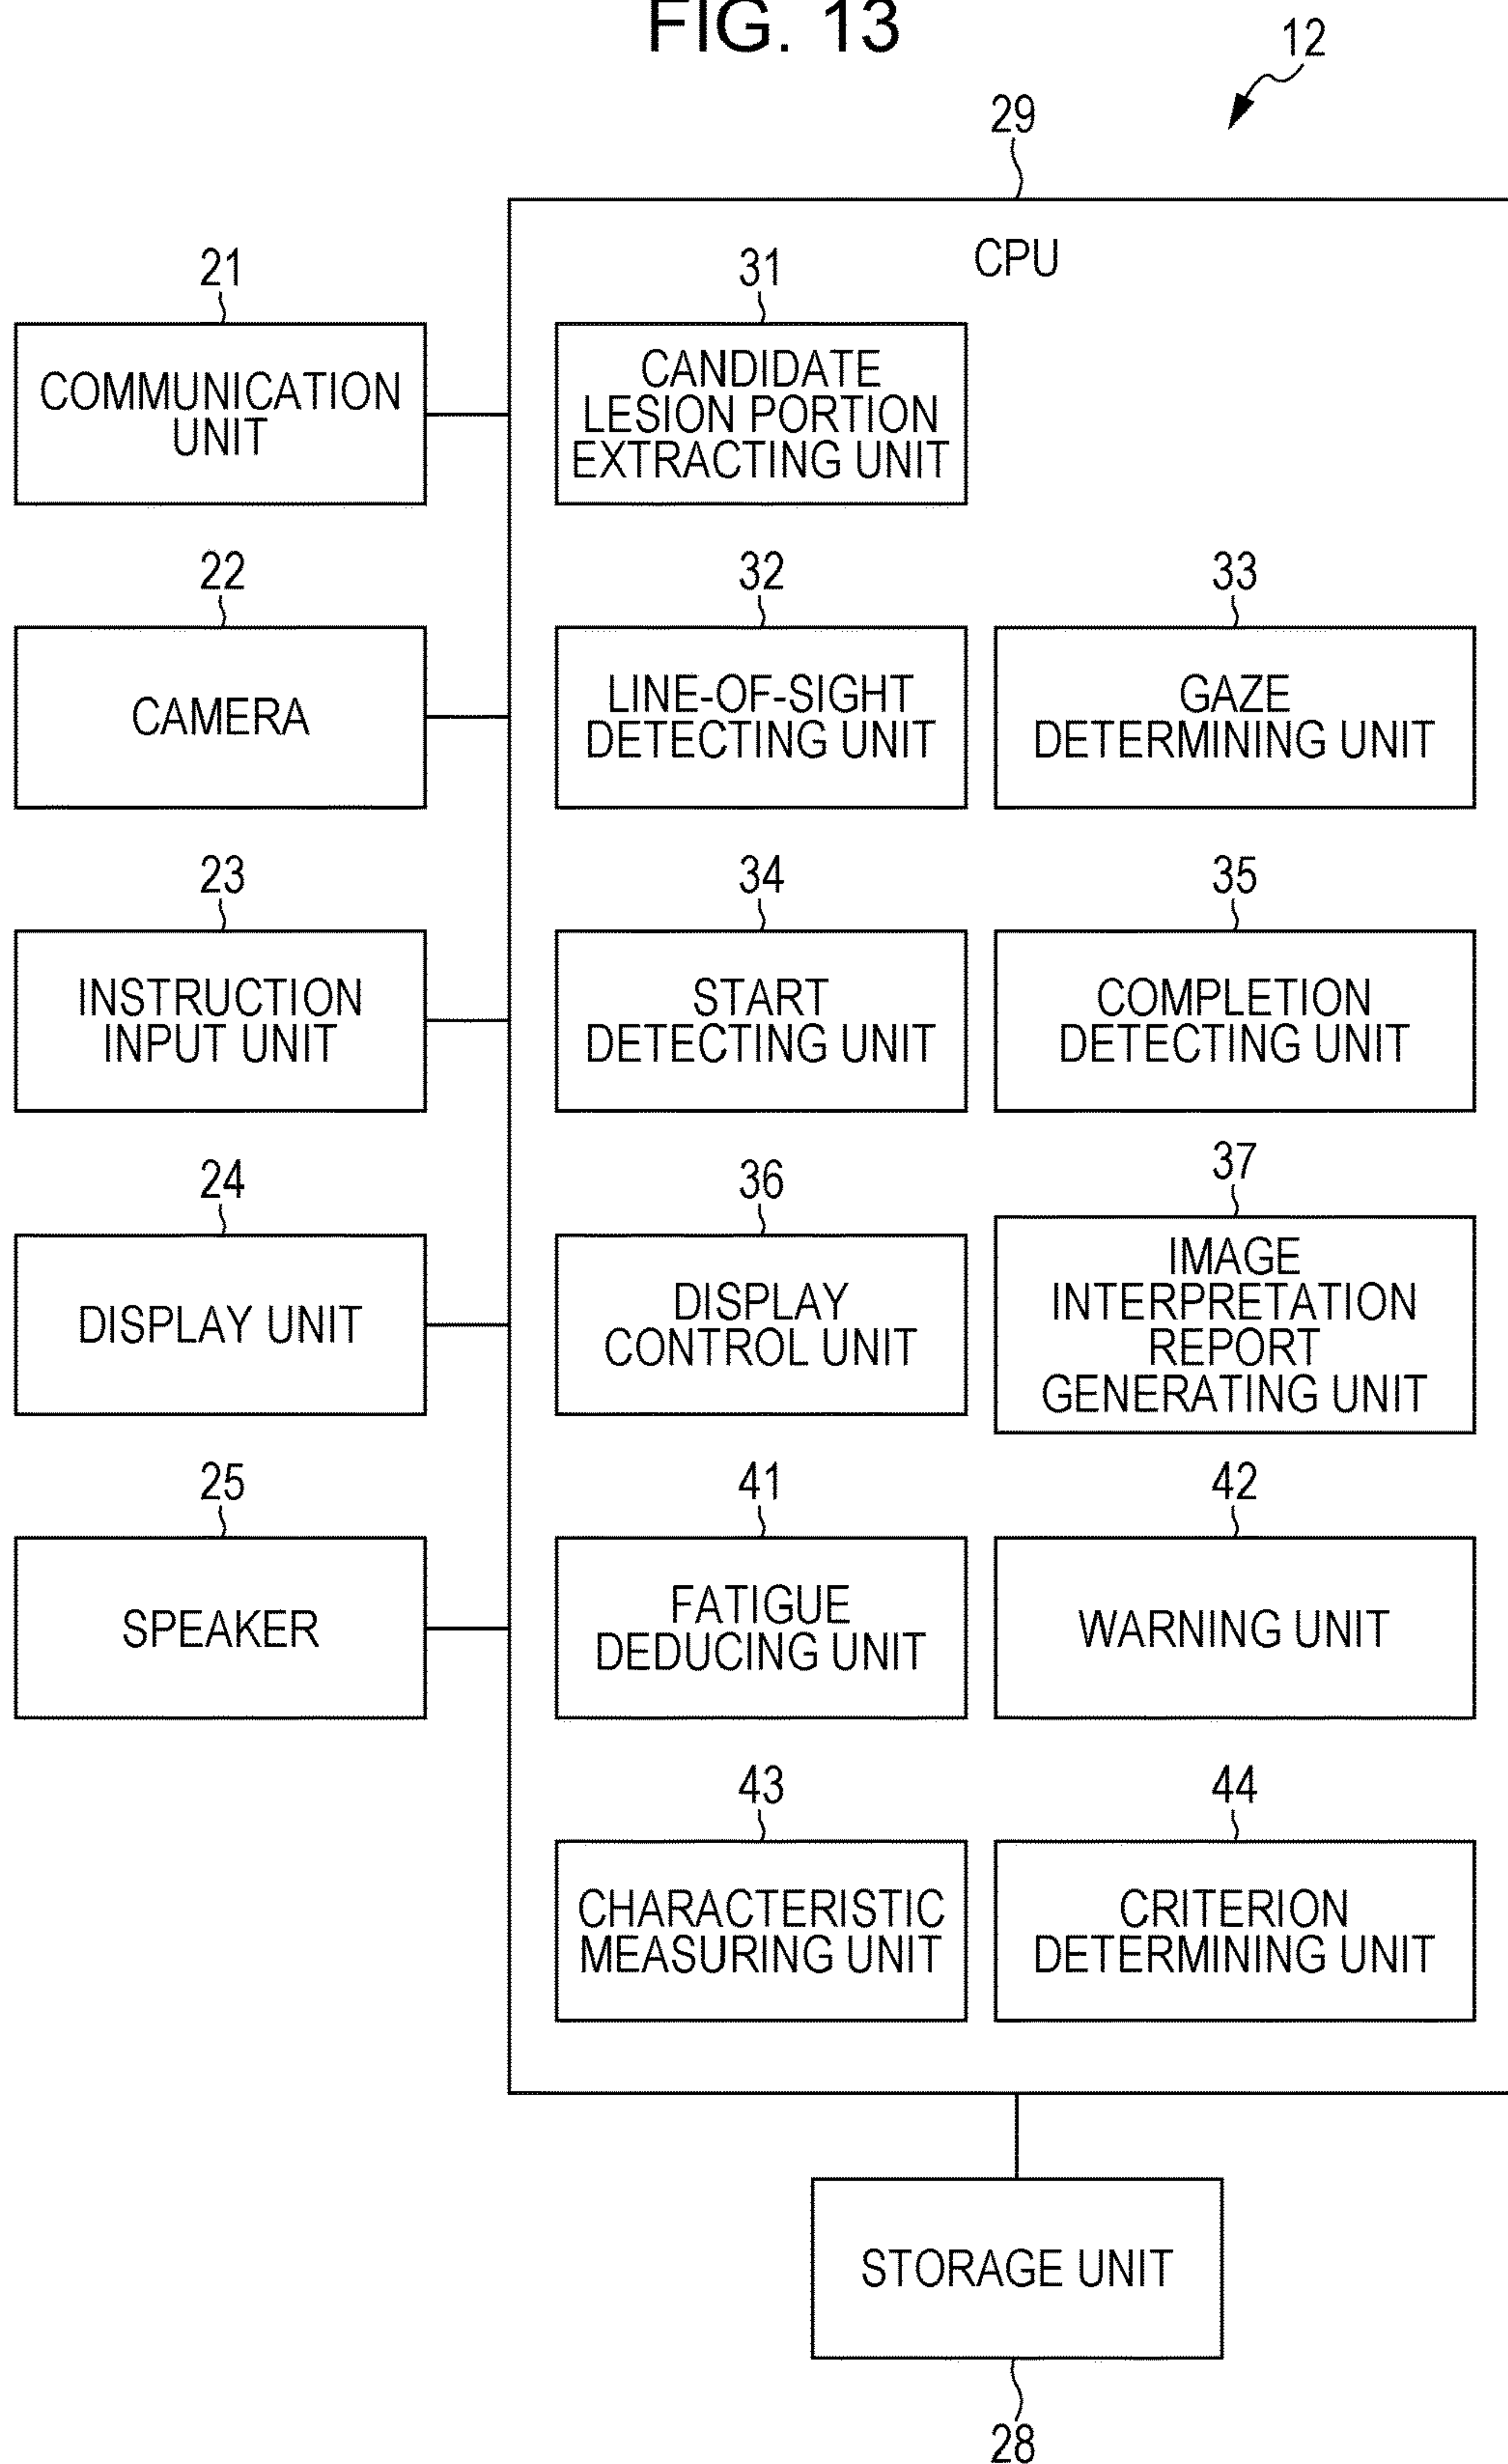 FIG. 13
12
29
CPU
21
COMMUNICATION
UNIT
31
CANDIDATE
LESION PORTION
EXTRACTING UNIT
22
CAMERA
32
LINE-OF-SIGHT
DETECTING UNIT
33
GAZE
DETERMINING UNIT
23
INSTRUCTION
INPUT UNIT
34
START
DETECTING UNIT
35
COMPLETION
DETECTING UNIT
24
DISPLAY UNIT
36
DISPLAY
CONTROL UNIT
37
IMAGE
INTERPRETATION
REPORT
GENERATING UNIT
25
SPEAKER
41
FATIGUE
DEDUCING UNIT
42
WARNING UNIT
43
CHARACTERISTIC
MEASURING UNIT
44
CRITERION
DETERMINING UNIT
STORAGE UNIT
28